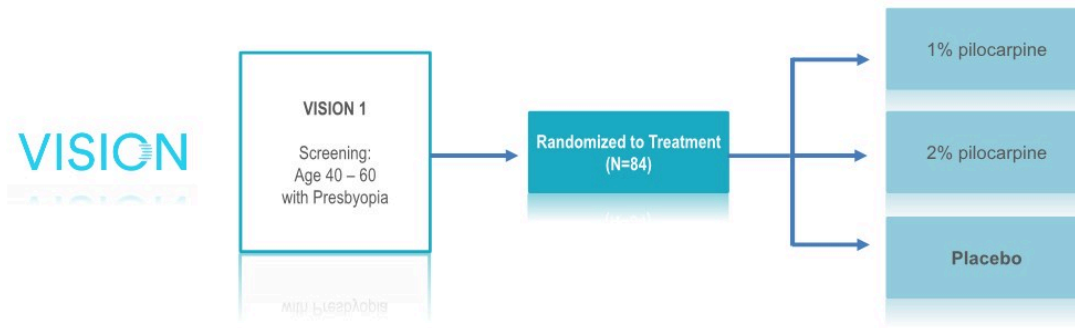 VISION
VISION 1
Screening:
Age 40 – 60
with Presbyopia
Randomized to Treatment
(N=84)
1% pilocarpine
2% pilocarpine
Placebo